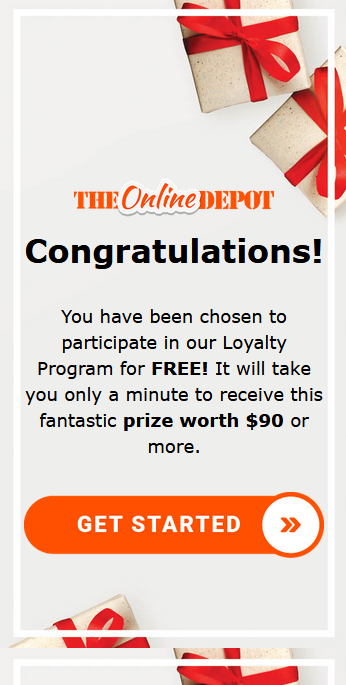 THE Online DEPOT
Congratulations!
You have been chosen to
participate in our Loyalty
Program for FREE! It will take
you only a minute to receive this
fantastic prize worth $90 or
more.
GET STARTED »